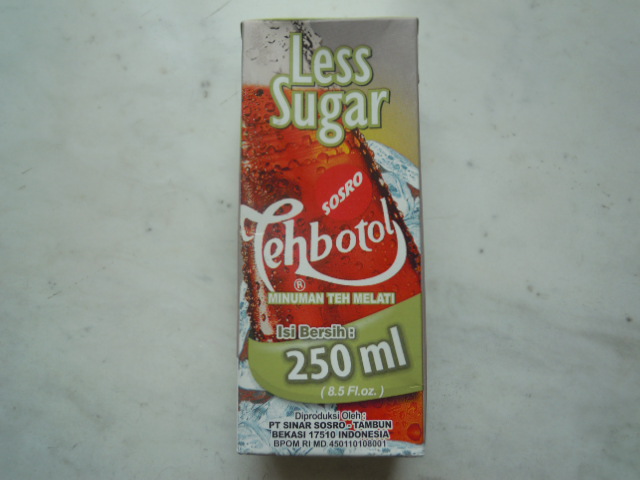 Less
Sugar
SOSRO
Tehbotol
®
MINUMAN TEH MELATI
Isi Bersih :
250 ml
( 8.5 Fl.oz. )
Diproduksi Oleh :
PT SINAR SOSRO - TAMBUN
BEKASI 17510 INDONESIA
BPOM RI MD 450110108001